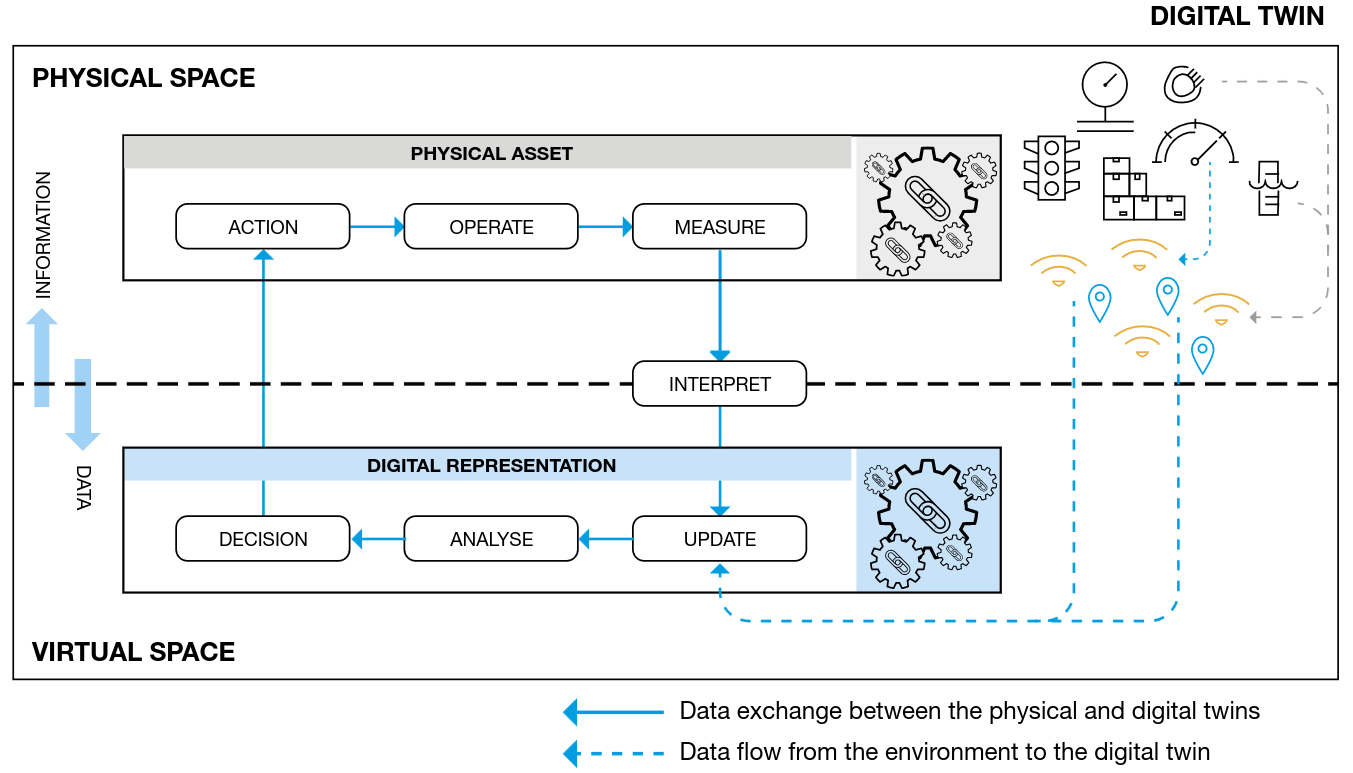 DIGITAL TWIN
PHYSICAL SPACE
PHYSICAL ASSET
ACTION
OPERATE
MEASURE
INFORMATION
INTERPRET
DATA
DIGITAL REPRESENTATION
DECISION
ANALYSE
UPDATE
VIRTUAL SPACE
Data exchange between the physical and digital twins
Data flow from the environment to the digital twin